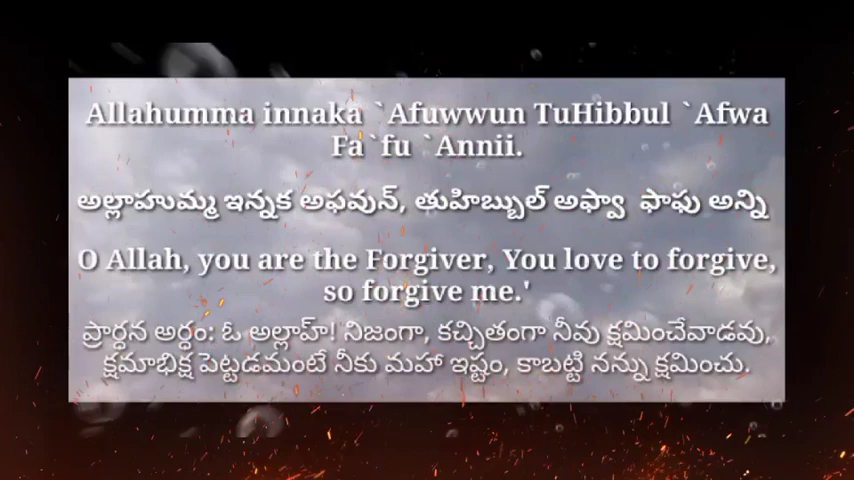 Allahumma innaka `Afuwwun TuHibbul `Afwa
Fa`fu `Annii.
అల్లాహుమ్మ ఇన్నక అఫవున్, తుహిబ్బుల్ అఫ్వా ఫాఫు అన్ని
O Allah, you are the Forgiver, You love to forgive,
so forgive me.'
ప్రార్ధన అర్ధం: ఓ అల్లాహ్! నిజంగా, కచ్చితంగా నీవు క్షమించేవాడవు,
క్షమాభిక్ష పెట్టడమంటే నీకు మహా ఇష్టం, కాబట్టి నన్ను క్షమించు.